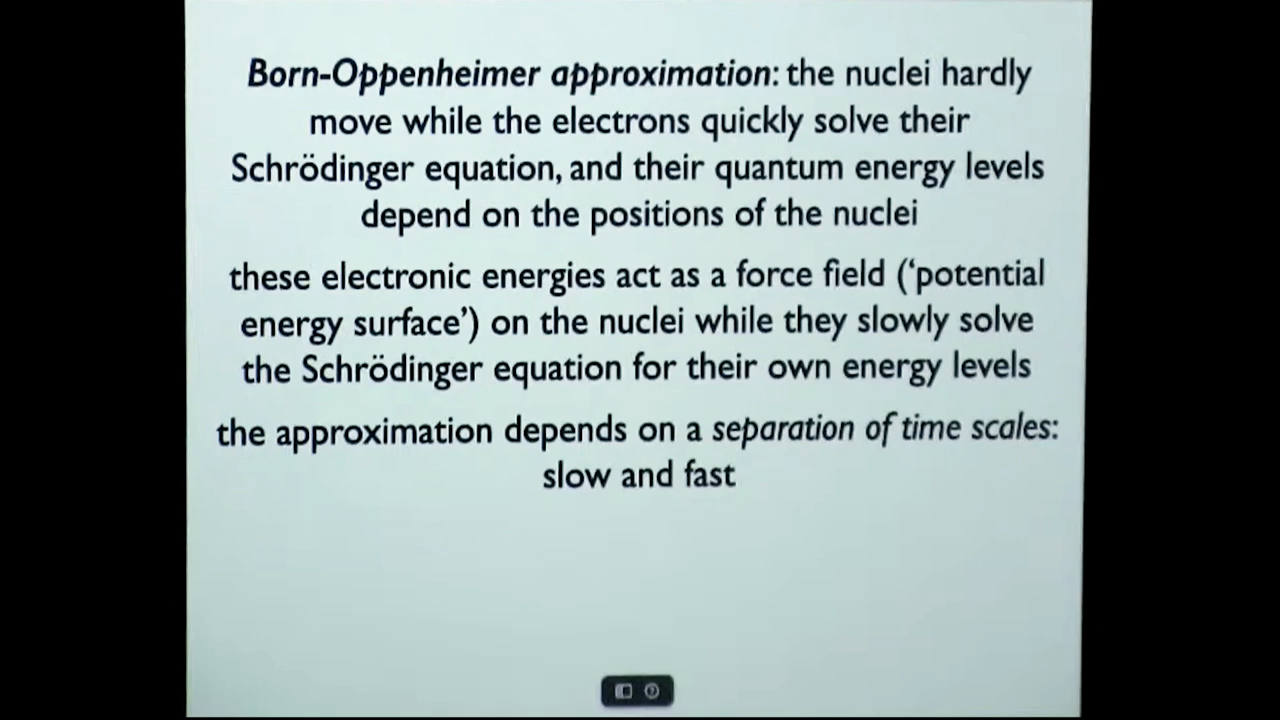 Born-Oppenheimer approximation: the nuclei hardly
move while the electrons quickly solve their
Schrödinger equation, and their quantum energy levels
depend on the positions of the nuclei
these electronic energies act as a force field (‘potential
energy surface’) on the nuclei while they slowly solve
the Schrödinger equation for their own energy levels
the approximation depends on a separation of time scales:
slow and fast